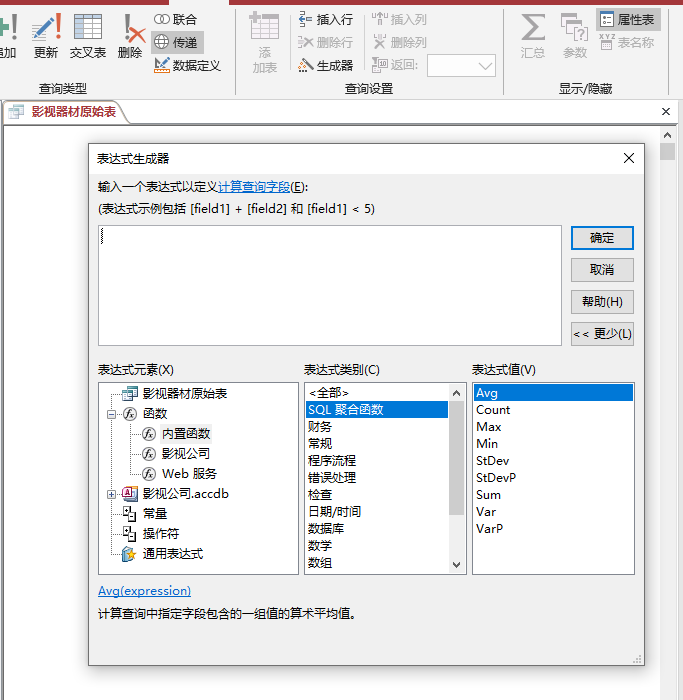 联合
插入行
插入列
属性表
追加
更新
交叉表
删除
传递
添
加表
删除行
删除列
汇总
参数
表名称
数据定义
生成器
返回:
查询类型
查询设置
显示/隐藏
影视器材原始表
表达式生成器
输入一个表达式以定义计算查询字段(E):
(表达式示例包括 [field1] + [field2] 和 [field1] < 5)
确定
取消
帮助(H)
<< 更少(L)
表达式元素(X)
影视器材原始表
函数
内置函数
影视公司
Web 服务
影视公司.accdb
常量
操作符
通用表达式
表达式类别(C)
<全部>
SQL 聚合函数
财务
常规
程序流程
错误处理
检查
日期/时间
数据库
数学
数组
表达式值(V)
Avg
Count
Max
Min
StDev
StDevP
Sum
Var
VarP
Avg(expression)
计算查询中指定字段包含的一组值的算术平均值。